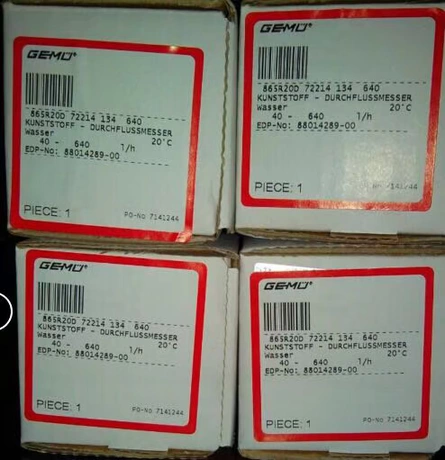 GEMÜ
865R20D 72214 134 640
KUNSTSTOFF - DURCHFLUSSMESSER
Wasser 20°C
40 - 640 l/h
EDP-No: 88014289-00
PIECE: 1 PO-No 7141244
GEMÜ
865R20D 72214 134 640
KUNSTSTOFF - DURCHFLUSSMESSER
Wasser 20°C
40 - 640 l/h
EDP-No: 88014289-00
PIECE: 1 7141244
GEMÜ
865R20D 72214 134 640
KUNSTSTOFF - DURCHFLUSSMESSER
Wasser 20°C
40 - 640 l/h
EDP-No: 88014289-00
PIECE: 1 PO-No 7141244
GEMÜ
865R20D 72214 134 640
KUNSTSTOFF - DURCHFLUSSMESSER
Wasser 20°C
40 - 640 l/h
EDP-No: 88014289-00
PIECE: 1 PO-No 7141244